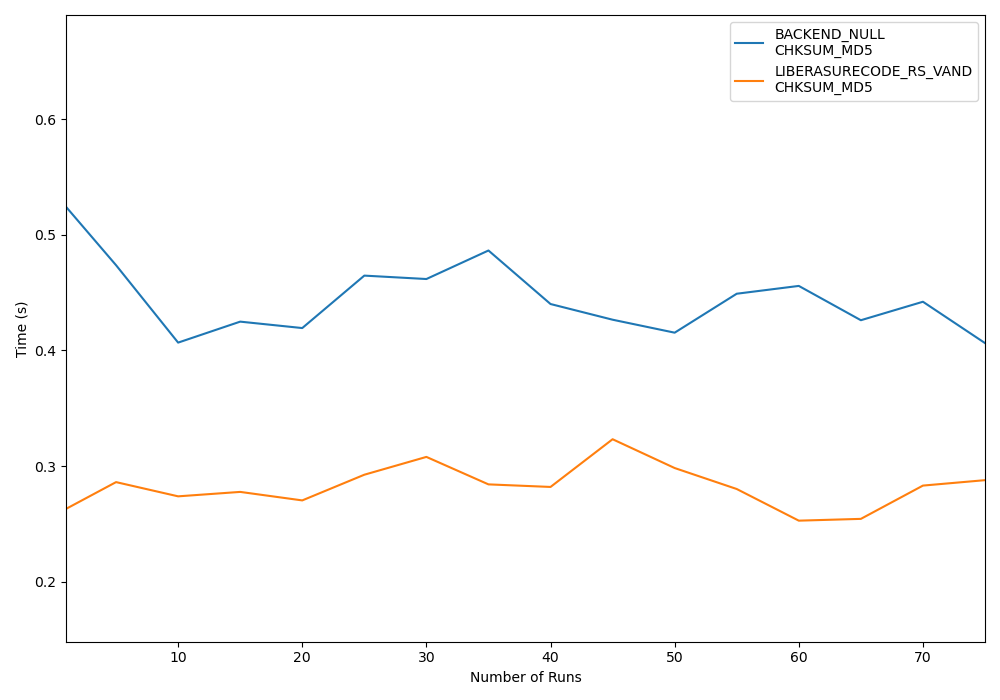 BACKEND_NULL
CHKSUM_MD5
LIBERASURECODE_RS_VAND
CHKSUM_MD5
0.6
0.5
0.4
0.3
0.2
Time (s)
10 20 30 40 50 60 70
Number of Runs